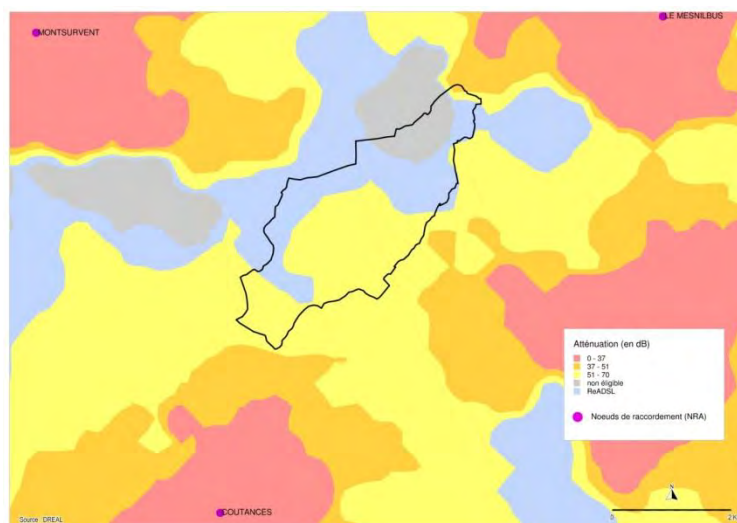 MONTSURVENT
LE MESNILBUS
Atténuation (en dB)
0 - 37
37 - 51
51 - 70
non éligible
ReADSL
Noeuds de raccordement (NRA)
COUTANCES
Source : DREAL
0
2 K